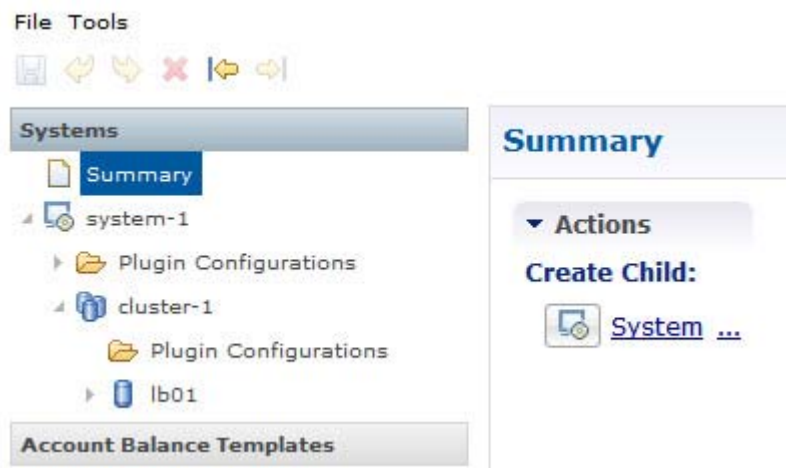 File Tools
Systems
Summary
system-1
Plugin Configurations
cluster-1
Plugin Configurations
lb01
Account Balance Templates
Summary
Actions
Create Child:
System ...